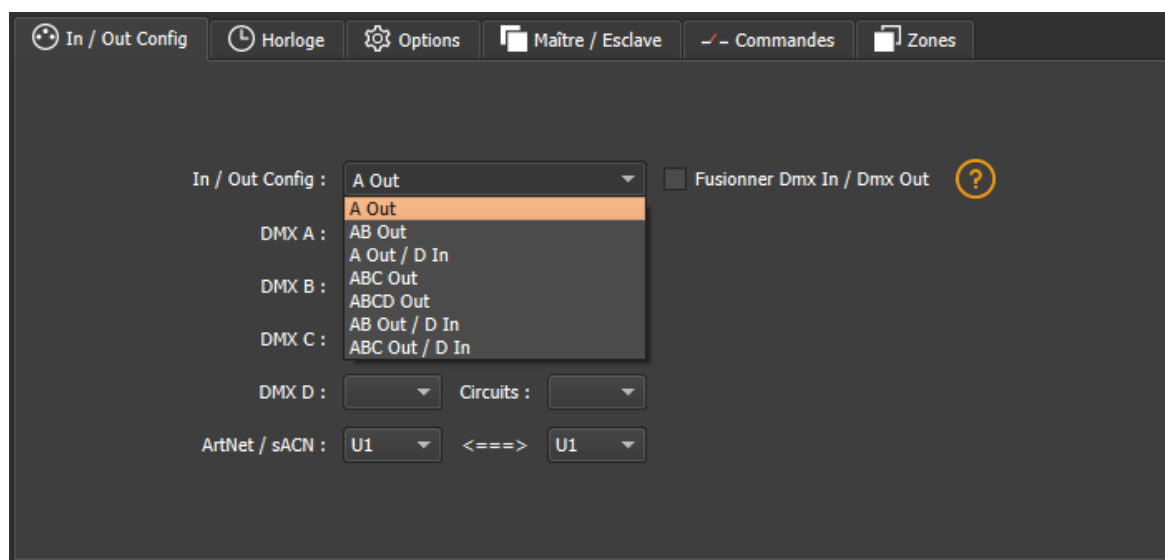 In / Out Config Horloge Options Maître / Esclave Commandes Zones
In / Out Config : A Out Fusionner Dmx In / Dmx Out ?
A Out
DMX A : AB Out
A Out / D In
DMX B : ABC Out
ABCD Out
AB Out / D In
DMX C : ABC Out / D In
DMX D : Circuits :
ArtNet / sACN : U1 <===> U1